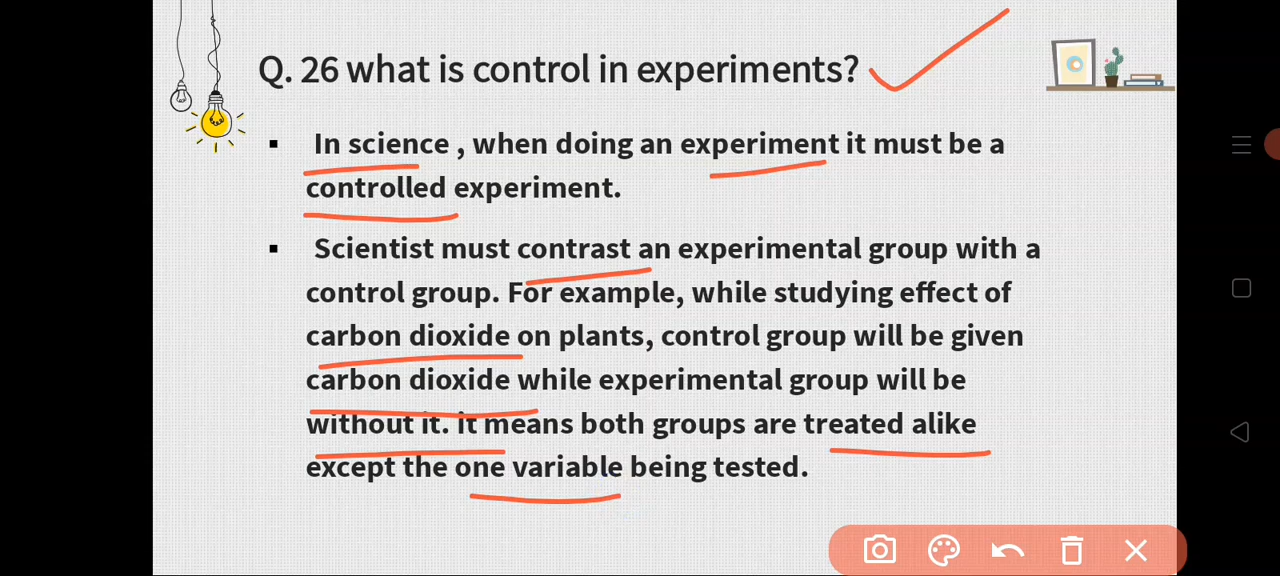 Q. 26 what is control in experiments?
▪ In science , when doing an experiment it must be a
controlled experiment.
▪ Scientist must contrast an experimental group with a
control group. For example, while studying effect of
carbon dioxide on plants, control group will be given
carbon dioxide while experimental group will be
without it. it means both groups are treated alike
except the one variable being tested.